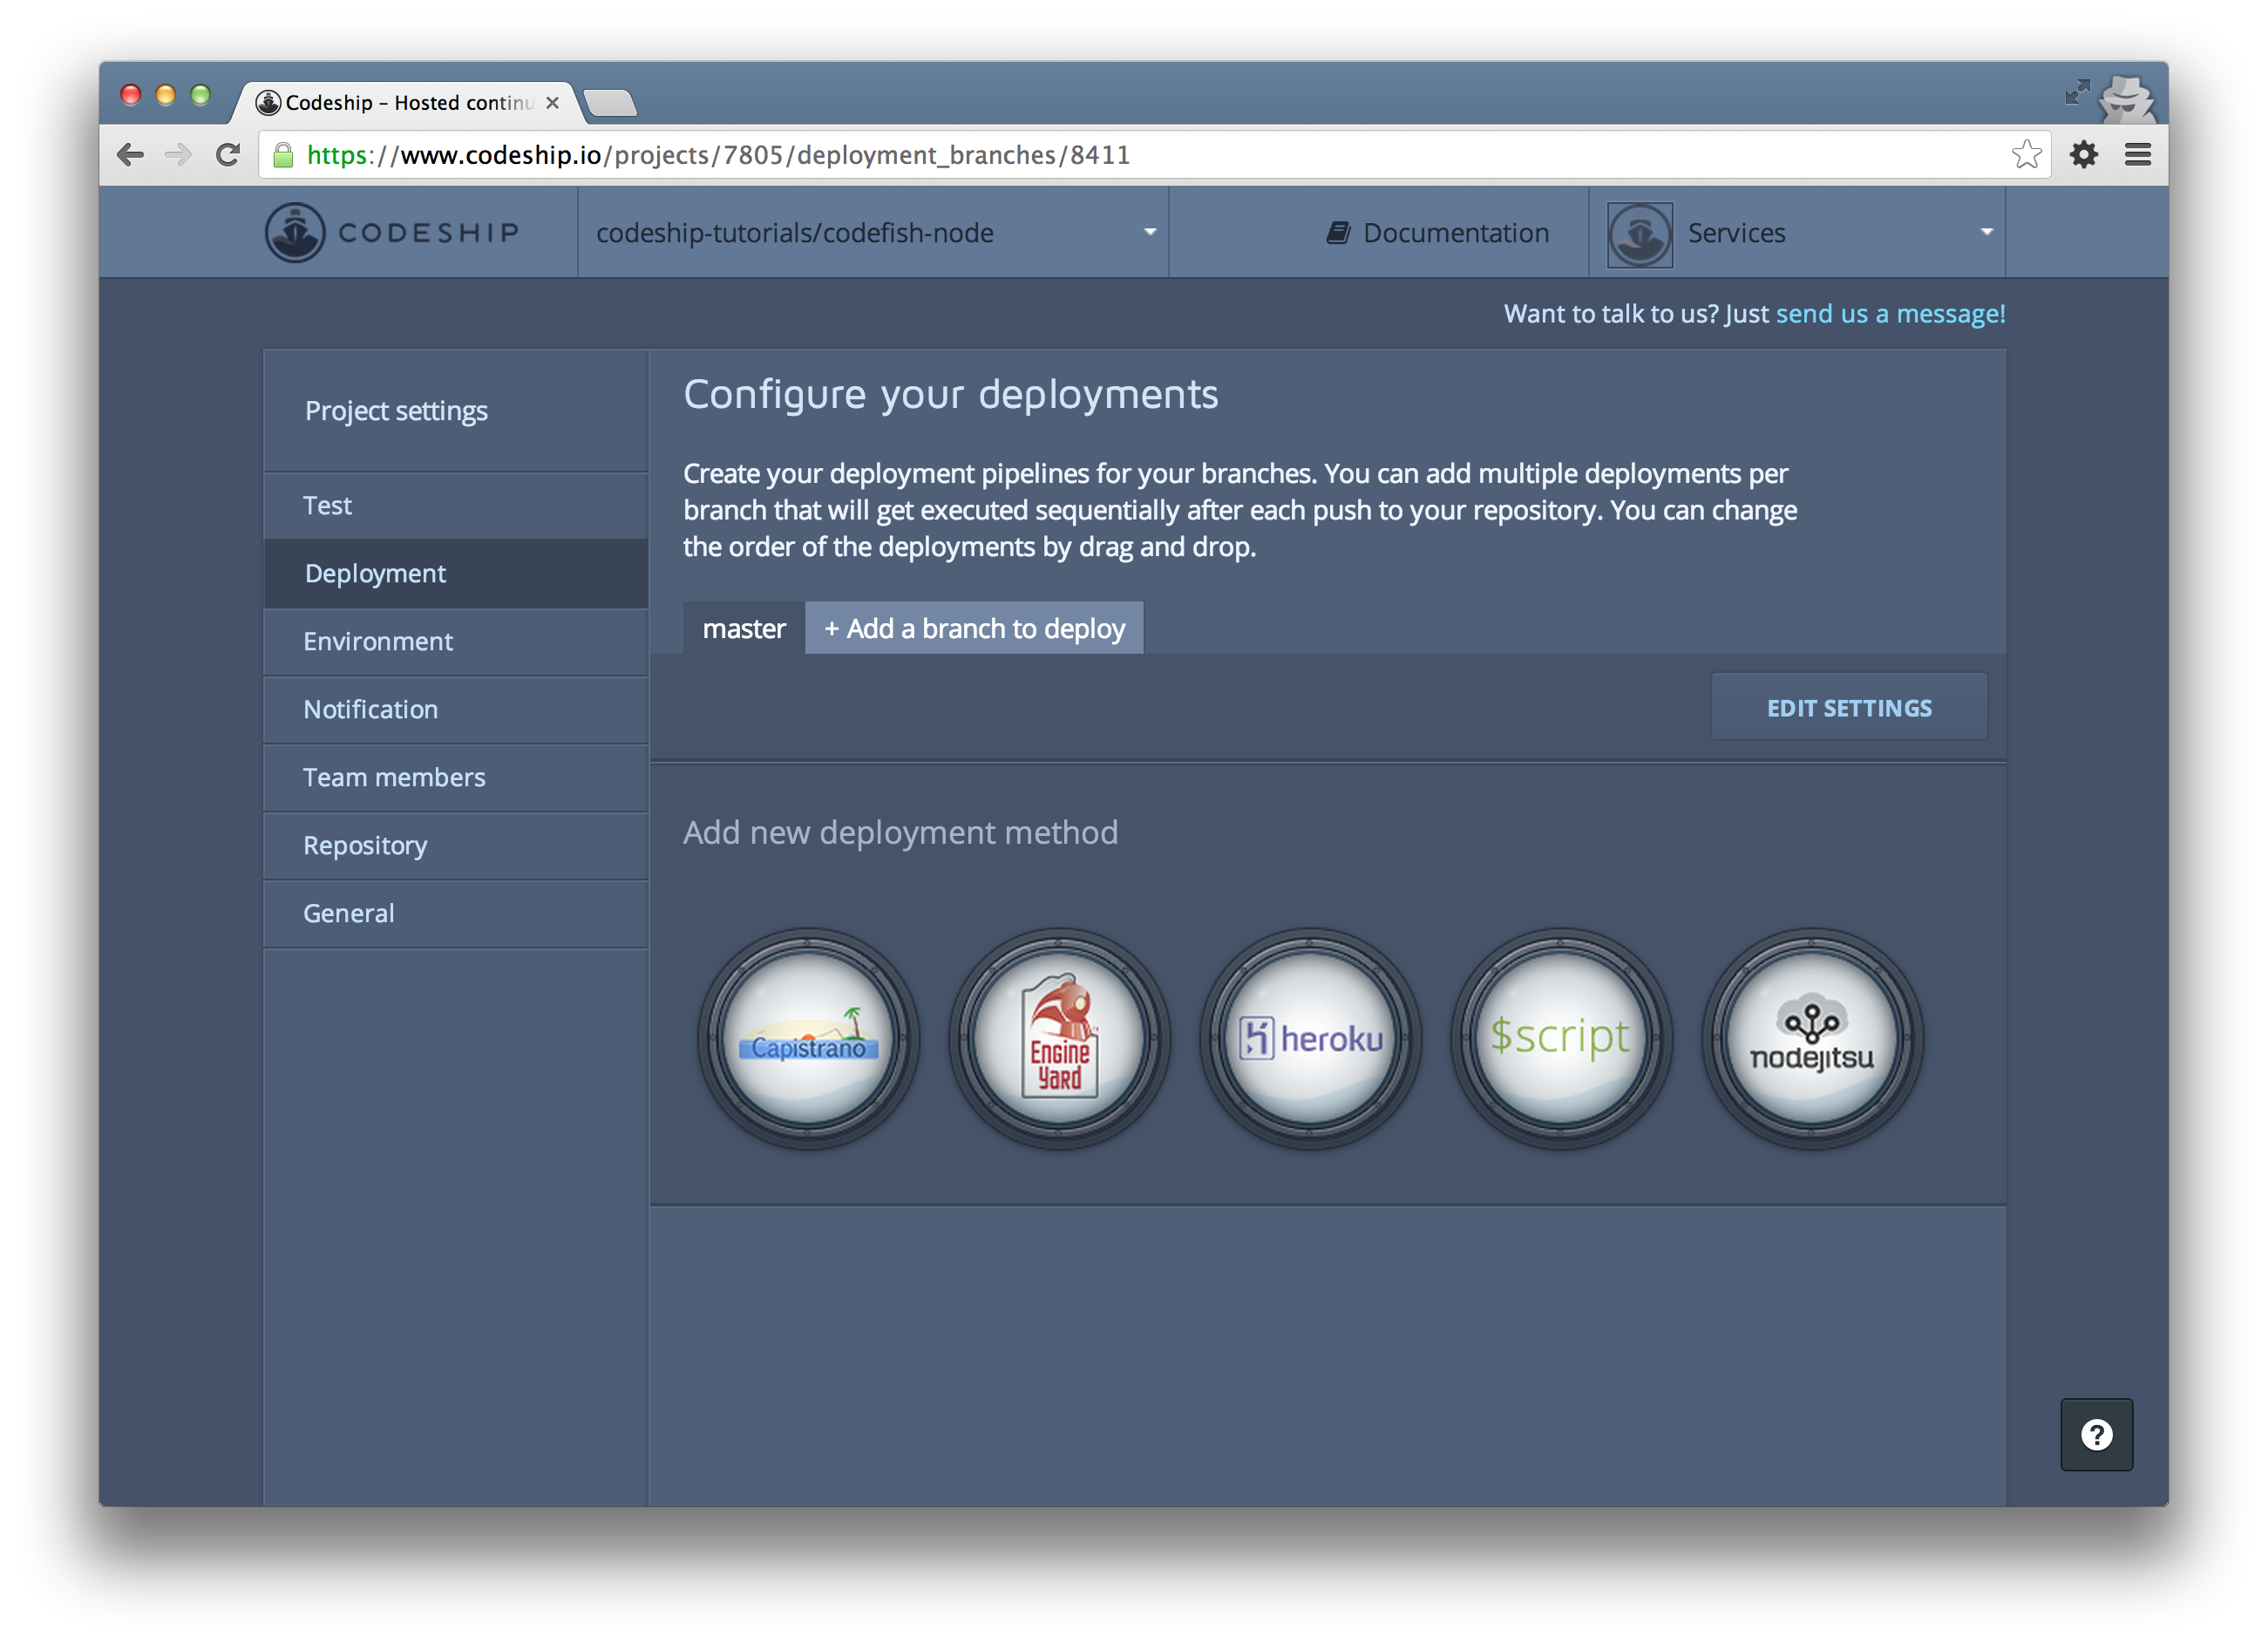 Codeship – Hosted continu
https://www.codeship.io/projects/7805/deployment_branches/8411
CODESHIP
codeship-tutorials/codefish-node
Documentation
Services
Want to talk to us? Just send us a message!
Project settings
Test
Deployment
Environment
Notification
Team members
Repository
General
Configure your deployments
Create your deployment pipelines for your branches. You can add multiple deployments per
branch that will get executed sequentially after each push to your repository. You can change
the order of the deployments by drag and drop.
master
+ Add a branch to deploy
EDIT SETTINGS
Add new deployment method
Capistrano
Engine
Yard
heroku
$script
nodejitsu
?